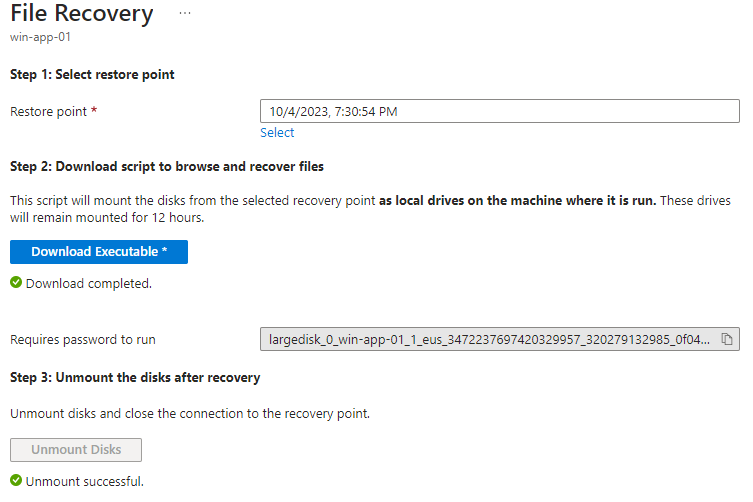 File Recovery ...
win-app-01
Step 1: Select restore point
Restore point * 10/4/2023, 7:30:54 PM
Select
Step 2: Download script to browse and recover files
This script will mount the disks from the selected recovery point as local drives on the machine where it is run. These drives
will remain mounted for 12 hours.
Download Executable *
Download completed.
Requires password to run largedisk_0_win-app-01_1_eus_3472237697420329957_320279132985_0f04...
Step 3: Unmount the disks after recovery
Unmount disks and close the connection to the recovery point.
Unmount Disks
Unmount successful.